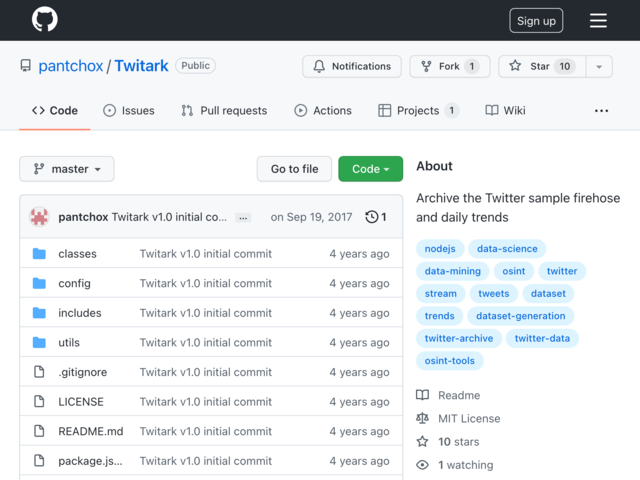 Sign up
pantchox / Twitark Public
Notifications
Fork 1
Star 10
Code
Issues
Pull requests
Actions
Projects 1
Wiki
...
master
Go to file
Code
pantchox Twitark v1.0 initial co... ... on Sep 19, 2017 1
classes Twitark v1.0 initial commit 4 years ago
config Twitark v1.0 initial commit 4 years ago
includes Twitark v1.0 initial commit 4 years ago
utils Twitark v1.0 initial commit 4 years ago
.gitignore Twitark v1.0 initial commit 4 years ago
LICENSE Twitark v1.0 initial commit 4 years ago
README.md Twitark v1.0 initial commit 4 years ago
package.js... Twitark v1.0 initial commit 4 years ago
About
Archive the Twitter sample firehose
and daily trends
nodejs data-science
data-mining osint twitter
stream tweets dataset
trends dataset-generation
twitter-archive twitter-data
osint-tools
Readme
MIT License
10 stars
1 watching